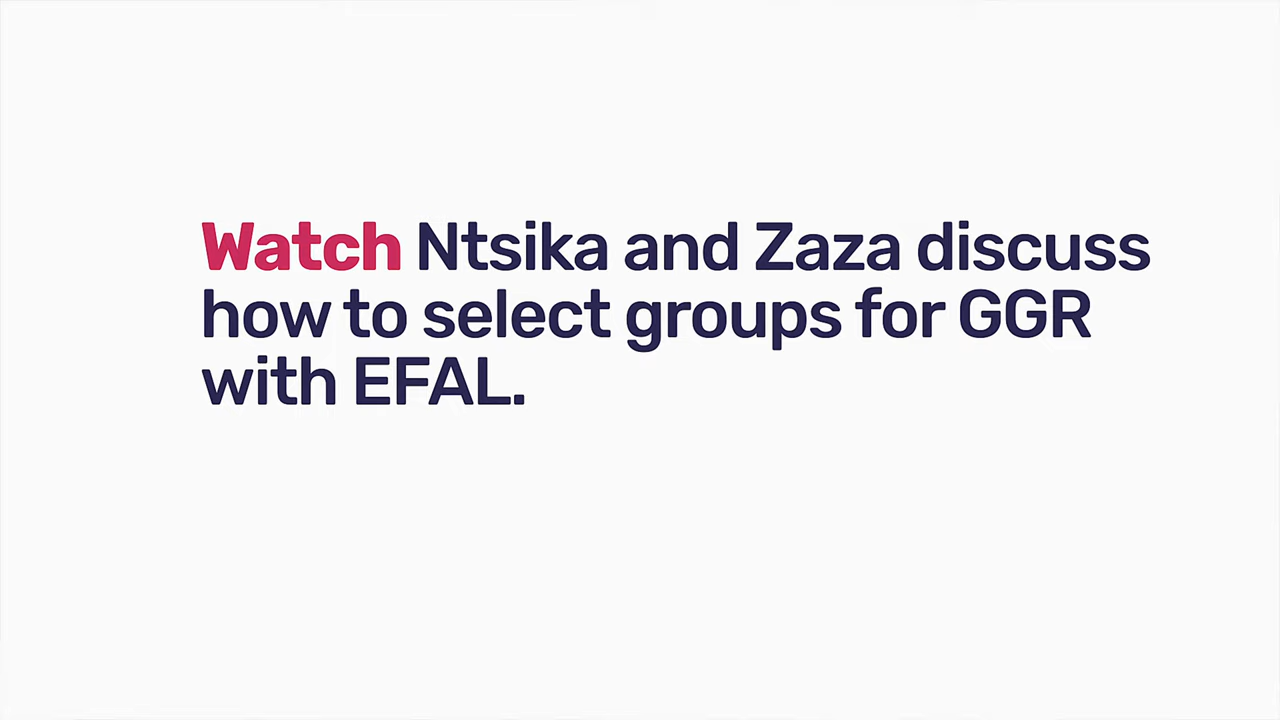 Watch Ntsika and Zaza discuss
how to select groups for GGR
with EFAL.